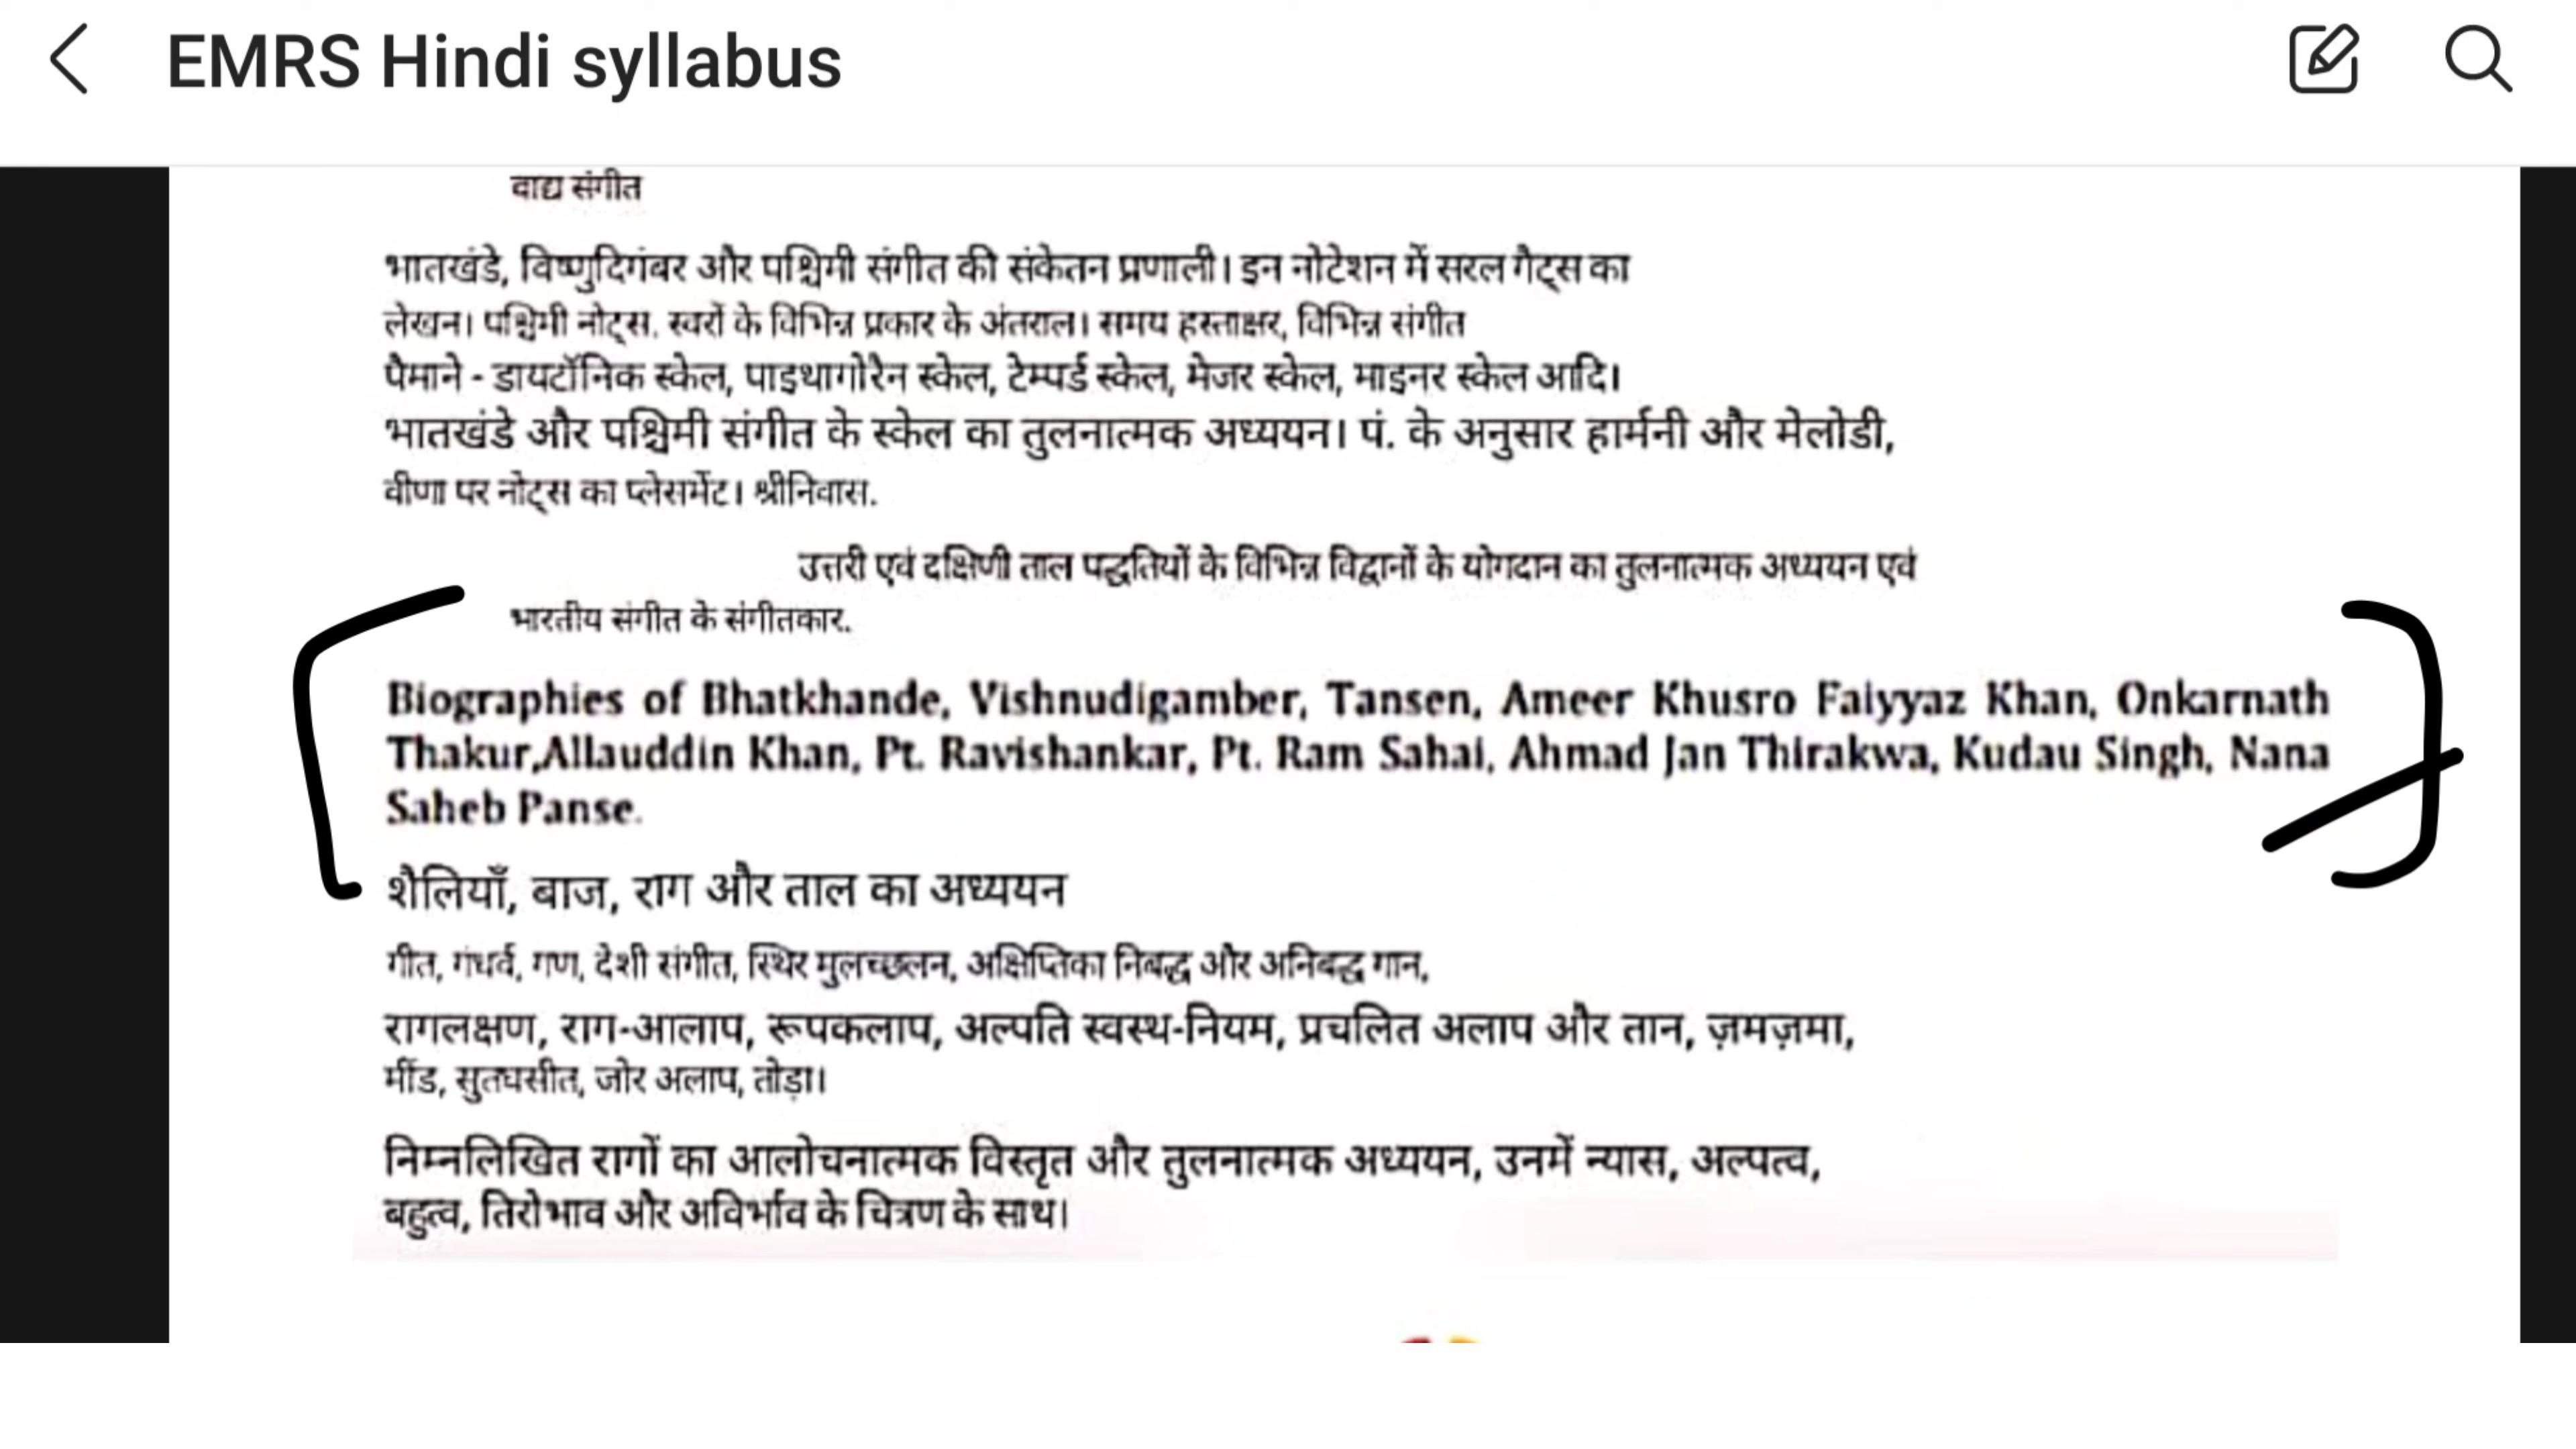 EMRS Hindi syllabus
वाद्य संगीत
भातखंडे, विष्णुदिगंबर और पश्चिमी संगीत की संकेतन प्रणाली। इन नोटेशन में सरल गैट्स का
लेखन। पश्चिमी नोट्स. स्वरों के विभिन्न प्रकार के अंतराल। समय हस्ताक्षर, विभिन्न संगीत
पैमाने - डायटॉनिक स्केल, पाइथागोरैन स्केल, टेम्पर्ड स्केल, मेजर स्केल, माइनर स्केल आदि।
भातखंडे और पश्चिमी संगीत के स्केल का तुलनात्मक अध्ययन। पं. के अनुसार हार्मनी और मेलोडी,
वीणा पर नोट्स का प्लेसमेंट। श्रीनिवास.
उत्तरी एवं दक्षिणी ताल पद्धतियों के विभिन्न विद्वानों के योगदान का तुलनात्मक अध्ययन एवं
भारतीय संगीत के संगीतकार.
Biographies of Bhatkhande, Vishnudigamber, Tansen, Ameer Khusro Faiyyaz Khan, Onkarnath
Thakur,Allauddin Khan, Pt. Ravishankar, Pt. Ram Sahai, Ahmad Jan Thirakwa, Kudau Singh, Nana
Saheb Panse.
शैलियाँ, बाज, राग और ताल का अध्ययन
गीत, गंधर्व, गण, देशी संगीत, स्थिर मुलच्छलन, अक्षिप्तिका निबद्ध और अनिबद्ध गान,
रागलक्षण, राग-आलाप, रूपकलाप, अल्पति स्वस्थ-नियम, प्रचलित अलाप और तान, ज़मज़मा,
मींड, सुतघसीत, जोर अलाप, तोड़ा।
निम्नलिखित रागों का आलोचनात्मक विस्तृत और तुलनात्मक अध्ययन, उनमें न्यास, अल्पत्व,
बहुत्व, तिरोभाव और अविर्भाव के चित्रण के साथ।